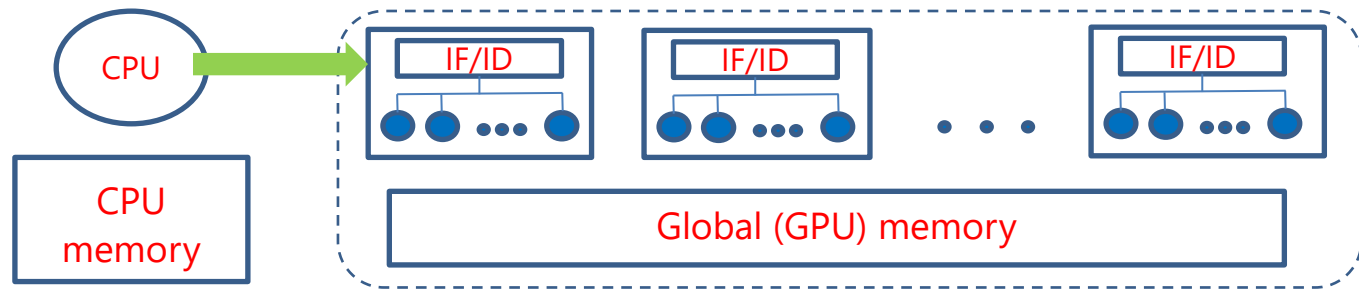 CPU
IF/ID
IF/ID
IF/ID
CPU
memory
Global (GPU) memory